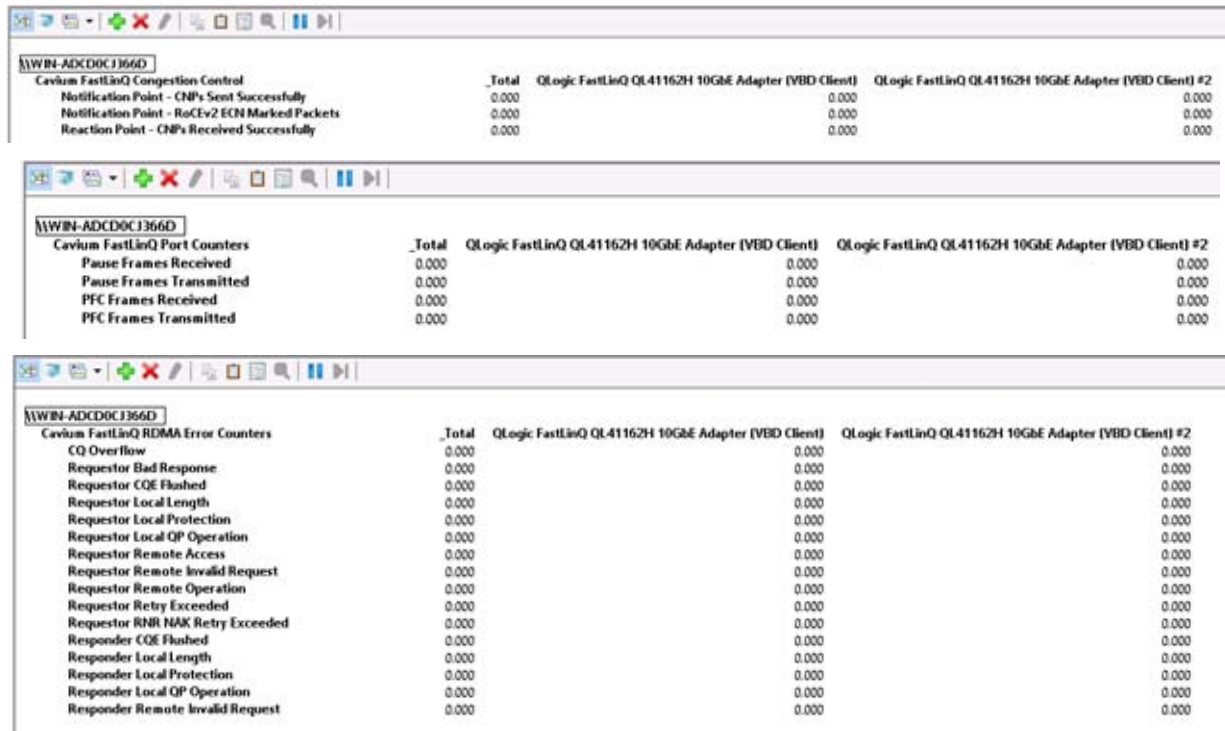 \\WIN-ADCD0CJ366D
Cavium FastLinQ Congestion Control _Total QLogic FastLinQ QL41162H 10GbE Adapter (VBD Client) QLogic FastLinQ QL41162H 10GbE Adapter (VBD Client) #2
Notification Point - CNPs Sent Successfully 0.000 0.000 0.000
Notification Point - RoCEv2 ECN Marked Packets 0.000 0.000 0.000
Reaction Point - CNPs Received Successfully 0.000 0.000 0.000
\\WIN-ADCD0CJ366D
Cavium FastLinQ Port Counters _Total QLogic FastLinQ QL41162H 10GbE Adapter (VBD Client) QLogic FastLinQ QL41162H 10GbE Adapter (VBD Client) #2
Pause Frames Received 0.000 0.000 0.000
Pause Frames Transmitted 0.000 0.000 0.000
PFC Frames Received 0.000 0.000 0.000
PFC Frames Transmitted 0.000 0.000 0.000
\\WIN-ADCD0CJ366D
Cavium FastLinQ RDMA Error Counters _Total QLogic FastLinQ QL41162H 10GbE Adapter (VBD Client) QLogic FastLinQ QL41162H 10GbE Adapter (VBD Client) #2
CQ Overflow 0.000 0.000 0.000
Requestor Bad Response 0.000 0.000 0.000
Requestor CQE Flushed 0.000 0.000 0.000
Requestor Local Length 0.000 0.000 0.000
Requestor Local Protection 0.000 0.000 0.000
Requestor Local QP Operation 0.000 0.000 0.000
Requestor Remote Access 0.000 0.000 0.000
Requestor Remote Invalid Request 0.000 0.000 0.000
Requestor Remote Operation 0.000 0.000 0.000
Requestor Retry Exceeded 0.000 0.000 0.000
Requestor RNR NAK Retry Exceeded 0.000 0.000 0.000
Responder CQE Flushed 0.000 0.000 0.000
Responder Local Length 0.000 0.000 0.000
Responder Local Protection 0.000 0.000 0.000
Responder Local QP Operation 0.000 0.000 0.000
Responder Remote Invalid Request 0.000 0.000 0.000